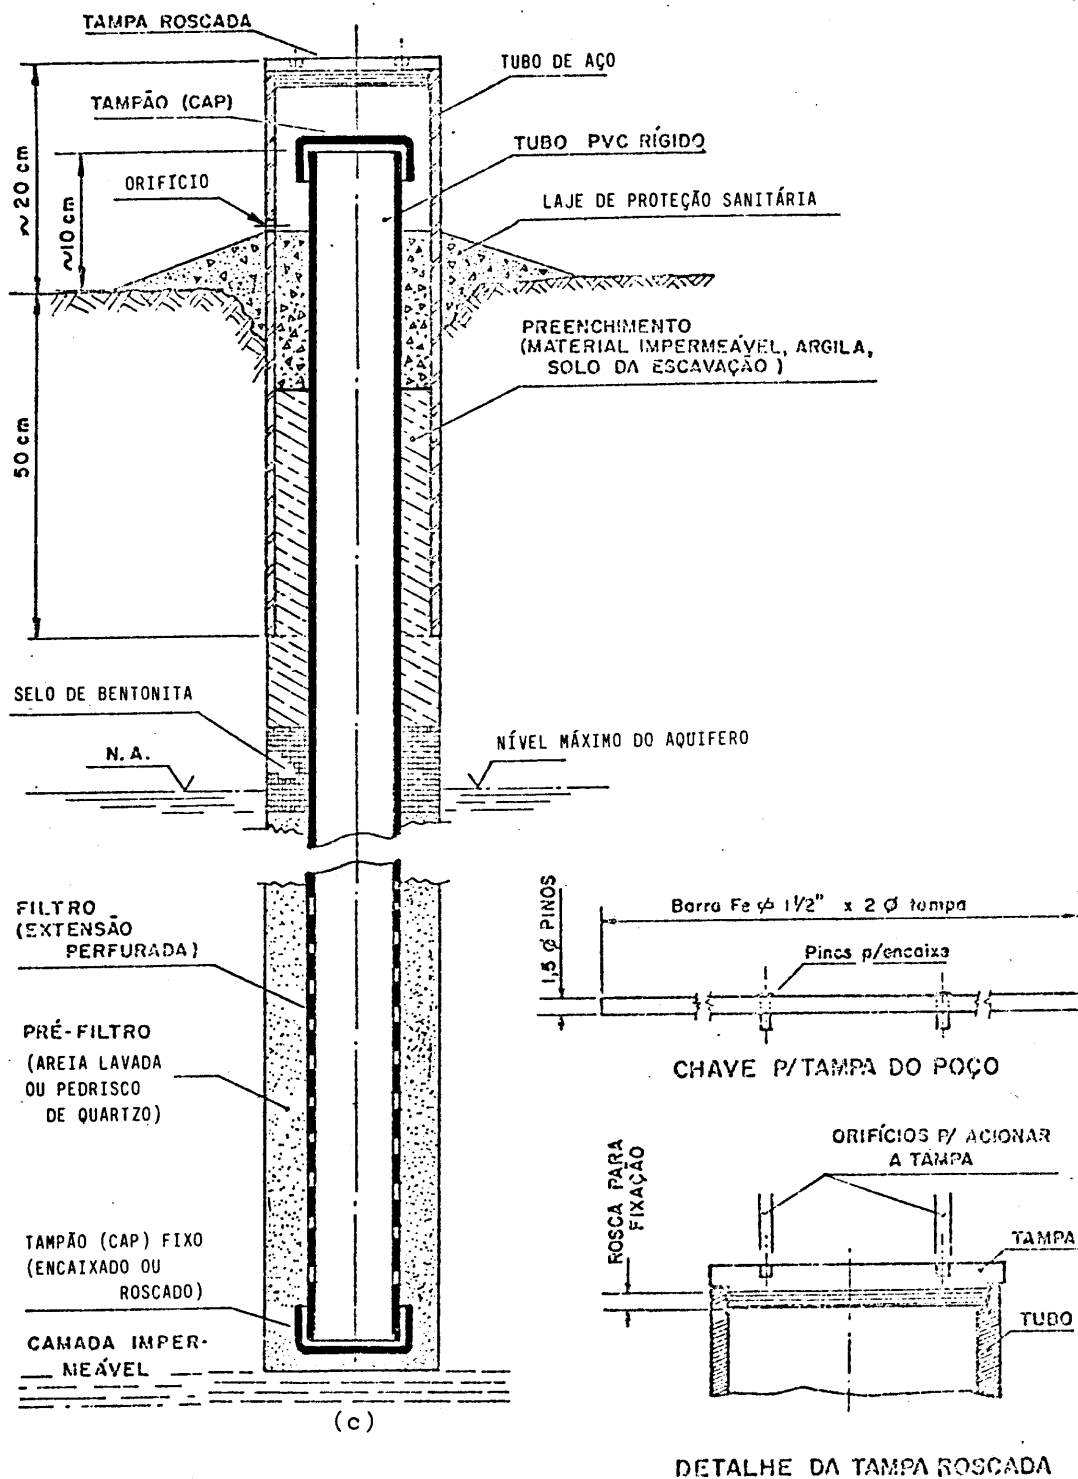 TAMPA ROSCADA
TUBO DE AÇO
TAMPÃO (CAP)
TUBO PVC RÍGIDO
~20 cm
ORIFÍCIO
~10cm
LAJE DE PROTEÇÃO SANITÁRIA
PREENCHIMENTO
(MATERIAL IMPERMEÁVEL, ARGILA,
SOLO DA ESCAVAÇÃO)
50 cm
SELO DE BENTONITA
N.A.
NÍVEL MÁXIMO DO AQUIFERO
FILTRO
(EXTENSÃO
PERFURADA)
1,5 Ø PINOS
Barra Fe Ø 1 1/2" x 2 Ø tampa
Pinos p/encaixe
PRÉ-FILTRO
(AREIA LAVADA
OU PEDRISCO
DE QUARTZO)
CHAVE P/TAMPA DO POÇO
ORIFÍCIOS P/ ACIONAR
A TAMPA
ROSCA PARA
FIXAÇÃO
TAMPÃO (CAP) FIXO
(ENCAIXADO OU
ROSCADO)
TAMPA
TUBO
CAMADA IMPER-
MEÁVEL
(c)
DETALHE DA TAMPA ROSCADA